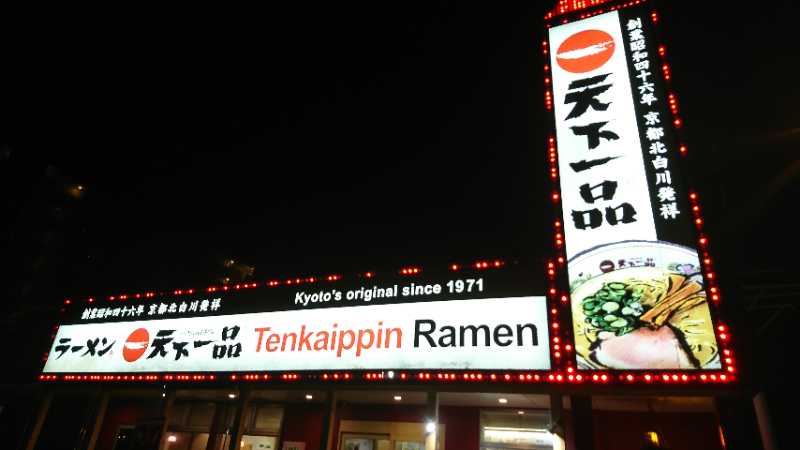 創業昭和四十六年 京都北白川発祥
天下一品
創業昭和四十六年 京都北白川発祥
Kyoto's original since 1971
ラーメン 天下一品 Tenkaippin Ramen